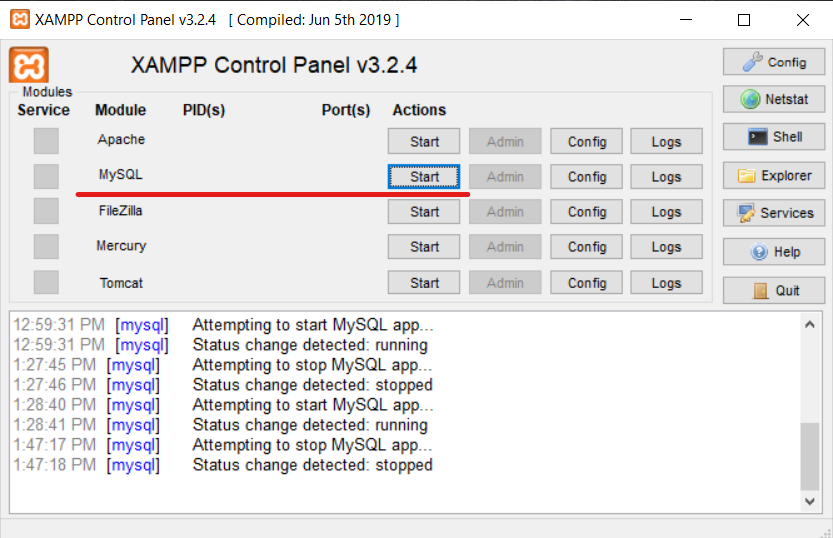 XAMPP Control Panel v3.2.4 [ Compiled: Jun 5th 2019 ]
XAMPP Control Panel v3.2.4
Config
Modules
Service Module PID(s) Port(s) Actions
Netstat
Apache Start Admin Config Logs
Shell
MySQL Start Admin Config Logs
Explorer
FileZilla Start Admin Config Logs
Services
Mercury Start Admin Config Logs
Help
Tomcat Start Admin Config Logs
Quit
12:59:31 PM [mysql] Attempting to start MySQL app...
12:59:31 PM [mysql] Status change detected: running
1:27:45 PM [mysql] Attempting to stop MySQL app...
1:27:46 PM [mysql] Status change detected: stopped
1:28:40 PM [mysql] Attempting to start MySQL app...
1:28:41 PM [mysql] Status change detected: running
1:47:17 PM [mysql] Attempting to stop MySQL app...
1:47:18 PM [mysql] Status change detected: stopped